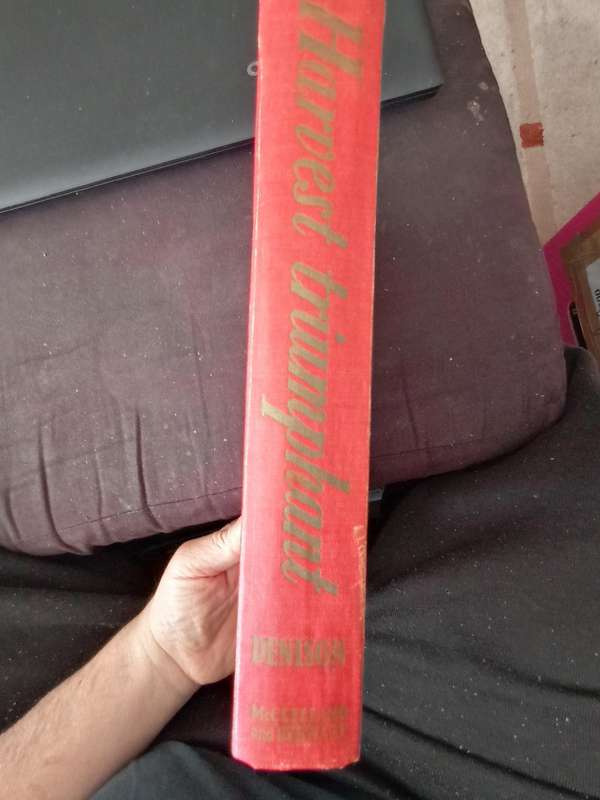 Harvest triumphant
DENISON
McCLELLAND
and STEWART